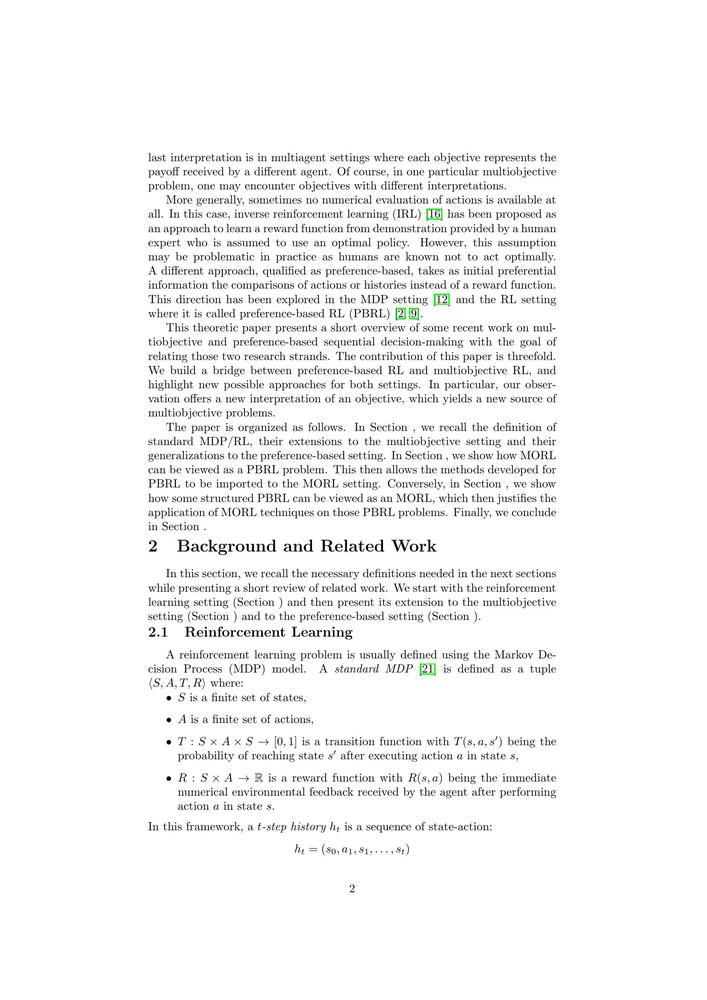 last interpretation is in multiagent settings where each objective represents the
payoff received by a different agent. Of course, in one particular multiobjective
problem, one may encounter objectives with different interpretations.
More generally, sometimes no numerical evaluation of actions is available at
all. In this case, inverse reinforcement learning (IRL) [16] has been proposed as
an approach to learn a reward function from demonstration provided by a human
expert who is assumed to use an optimal policy. However, this assumption
may be problematic in practice as humans are known not to act optimally.
A different approach, qualified as preference-based, takes as initial preferential
information the comparisons of actions or histories instead of a reward function.
This direction has been explored in the MDP setting [12] and the RL setting
where it is called preference-based RL (PBRL) [2, 9].
This theoretic paper presents a short overview of some recent work on mul-
tiobjective and preference-based sequential decision-making with the goal of
relating those two research strands. The contribution of this paper is threefold.
We build a bridge between preference-based RL and multiobjective RL, and
highlight new possible approaches for both settings. In particular, our obser-
vation offers a new interpretation of an objective, which yields a new source of
multiobjective problems.
The paper is organized as follows. In Section , we recall the definition of
standard MDP/RL, their extensions to the multiobjective setting and their
generalizations to the preference-based setting. In Section , we show how MORL
can be viewed as a PBRL problem. This then allows the methods developed for
PBRL to be imported to the MORL setting. Conversely, in Section , we show
how some structured PBRL can be viewed as an MORL, which then justifies the
application of MORL techniques on those PBRL problems. Finally, we conclude
in Section .
2 Background and Related Work
In this section, we recall the necessary definitions needed in the next sections
while presenting a short review of related work. We start with the reinforcement
learning setting (Section ) and then present its extension to the multiobjective
setting (Section ) and to the preference-based setting (Section ).
2.1 Reinforcement Learning
A reinforcement learning problem is usually defined using the Markov De-
cision Process (MDP) model. A standard MDP [21] is defined as a tuple
⟨S, A, T, R⟩ where:
• S is a finite set of states,
• A is a finite set of actions,
• T : S × A × S → [0, 1] is a transition function with T(s, a, s′) being the
probability of reaching state s′ after executing action a in state s,
• R : S × A → ℝ is a reward function with R(s, a) being the immediate
numerical environmental feedback received by the agent after performing
action a in state s.
In this framework, a t-step history hₜ is a sequence of state-action:
hₜ = (s₀, a₁, s₁, . . . , sₜ)
2